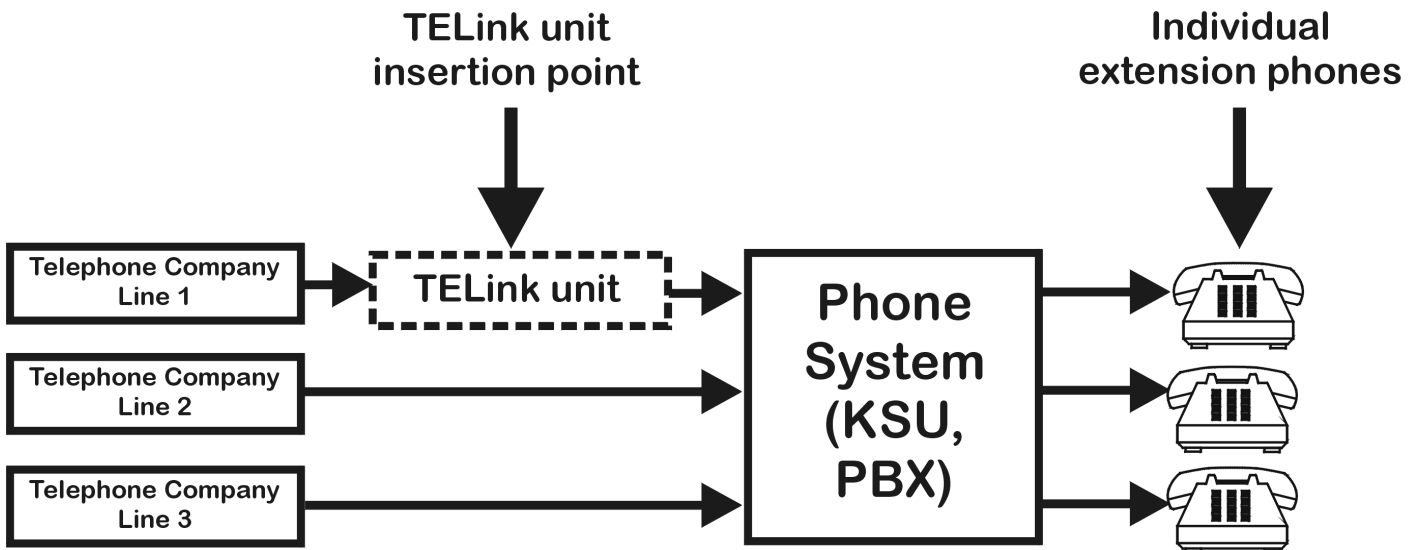 TELink unit
insertion point
Individual
extension phones
Telephone Company
Line 1
TELink unit
Phone
System
(KSU,
PBX)
Telephone Company
Line 2
Telephone Company
Line 3